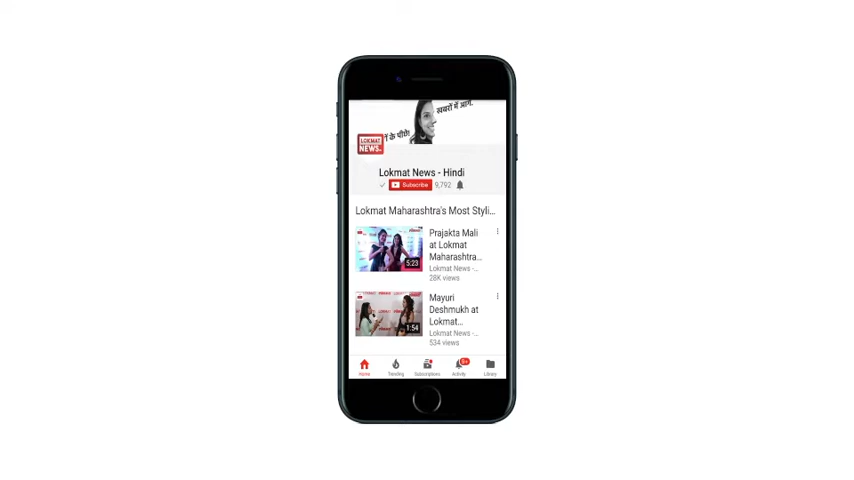 खबरों में आगे,
के पीछे!
LOKMAT
NEWS
Lokmat News - Hindi
Subscribe 9,792
Lokmat Maharashtra's Most Styli...
Prajakta Mali
at Lokmat
Maharashtra...
Lokmat News -...
28K views
5:23
Mayuri
Deshmukh at
Lokmat...
Lokmat News -...
534 views
1:54
Home Trending Subscriptions Activity Library
9+